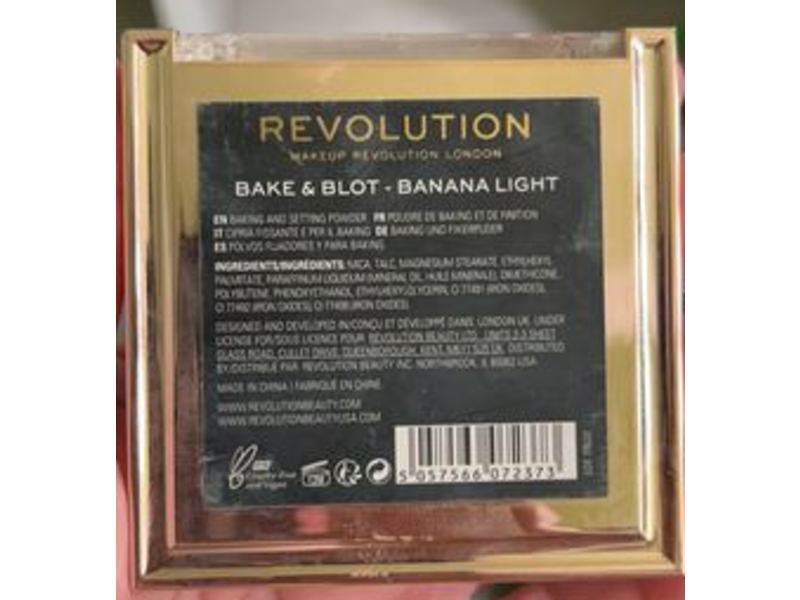 REVOLUTION
MAKEUP REVOLUTION LONDON
BAKE & BLOT - BANANA LIGHT
EN BAKING AND SETTING POWDER FR POUDRE DE BAKING ET DE FINITION
IT CIPRIA FISSANTE E PER IL BAKING DE BAKING UND FIXIERPUDER
ES POLVOS FIJADORES Y PARA BAKING
INGREDIENTS/INGRÉDIENTS: MICA, TALC, MAGNESIUM STEARATE, ETHYLHEXYL
PALMITATE, PARAFFINUM LIQUIDUM (MINERAL OIL, HUILE MINERALE), DIMETHICONE,
POLYBUTENE, PHENOXYETHANOL, ETHYLHEXYLGLYCERIN, CI 77491 (IRON OXIDES),
CI 77492 (IRON OXIDES), CI 77499 (IRON OXIDES).
DESIGNED AND DEVELOPED IN/CONÇU ET DÉVELOPPÉ DANS: LONDON UK. UNDER
LICENSE FOR/SOUS LICENCE POUR REVOLUTION BEAUTY LTD, UNITS 2-3 SHEET
GLASS ROAD, CULLET DRIVE, QUEENBOROUGH, KENT, UK. DISTRIBUTED
BY/DISTRIBUÉ PAR: REVOLUTION BEAUTY INC. NORTHBROOK, IL 60062 USA.
MADE IN CHINA | FABRIQUÉ EN CHINE
WWW.REVOLUTIONBEAUTY.COM
WWW.REVOLUTIONBEAUTYUSA.COM
Cruelty-Free
and Vegan
12M
5 057566 072373